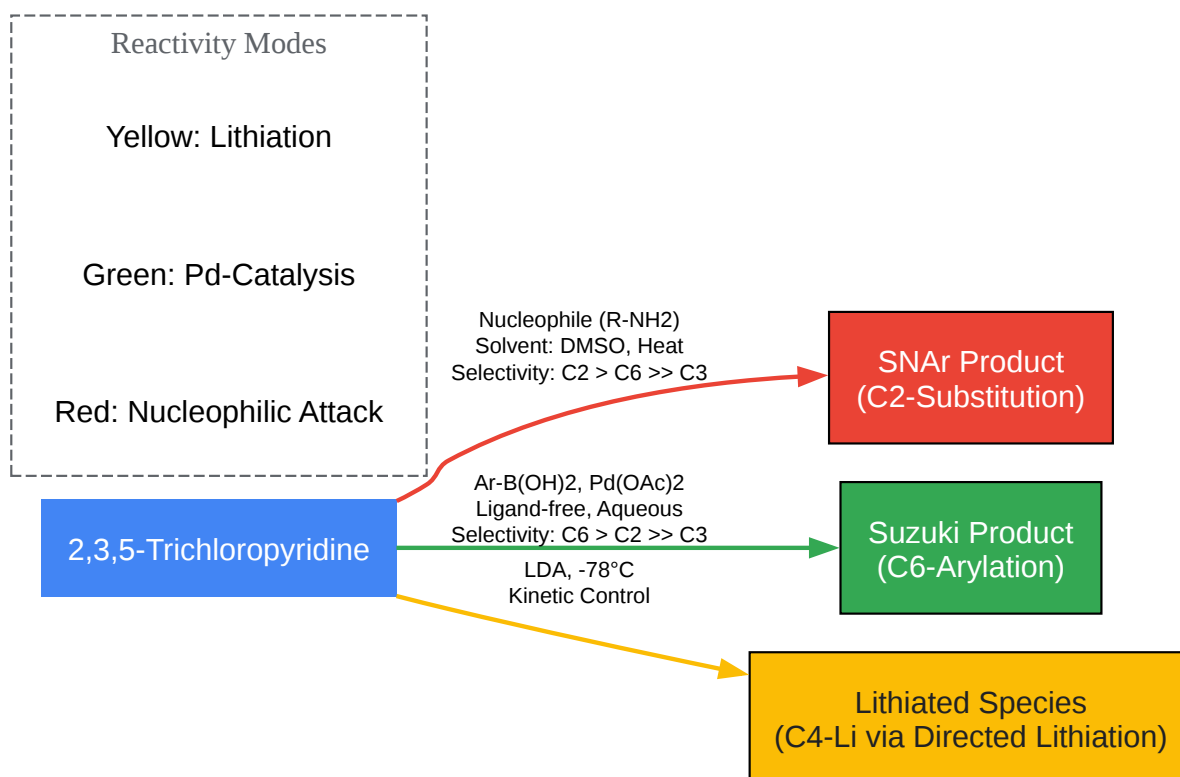 Reactivity Modes
Yellow: Lithiation
Green: Pd-Catalysis
Red: Nucleophilic Attack
2,3,5-Trichloropyridine
Nucleophile (R-NH2)
Solvent: DMSO, Heat
Selectivity: C2 > C6 >> C3
Ar-B(OH)2, Pd(OAc)2
Ligand-free, Aqueous
Selectivity: C6 > C2 >> C3
LDA, -78°C
Kinetic Control
SNAr Product
(C2-Substitution)
Suzuki Product
(C6-Arylation)
Lithiated Species
(C4-Li via Directed Lithiation)